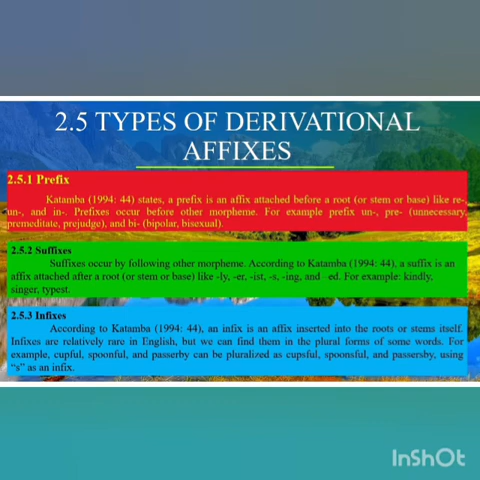 2.5 TYPES OF DERIVATIONAL
AFFIXES
2.5.1 Prefix
Katamba (1994: 44) states, a prefix is an affix attached before a root (or stem or base) like re-
un-, and in-. Prefixes occur before other morpheme. For example prefix un-, pre- (unnecessary,
premeditate, prejudge), and bi- (bipolar, bisexual).
2.5.2 Suffixes
Suffixes occur by following other morpheme. According to Katamba (1994: 44), a suffix is an
affix attached after a root (or stem or base) like -ly, -er, -ist, -s, -ing, and –ed. For example: kindly,
singer, typest.
2.5.3 Infixes
According to Katamba (1994: 44), an infix is an affix inserted into the roots or stems itself.
Infixes are relatively rare in English, but we can find them in the plural forms of some words. For
example, cupful, spoonful, and passerby can be pluralized as cupsful, spoonsful, and passersby, using
“s” as an infix.
InShOt